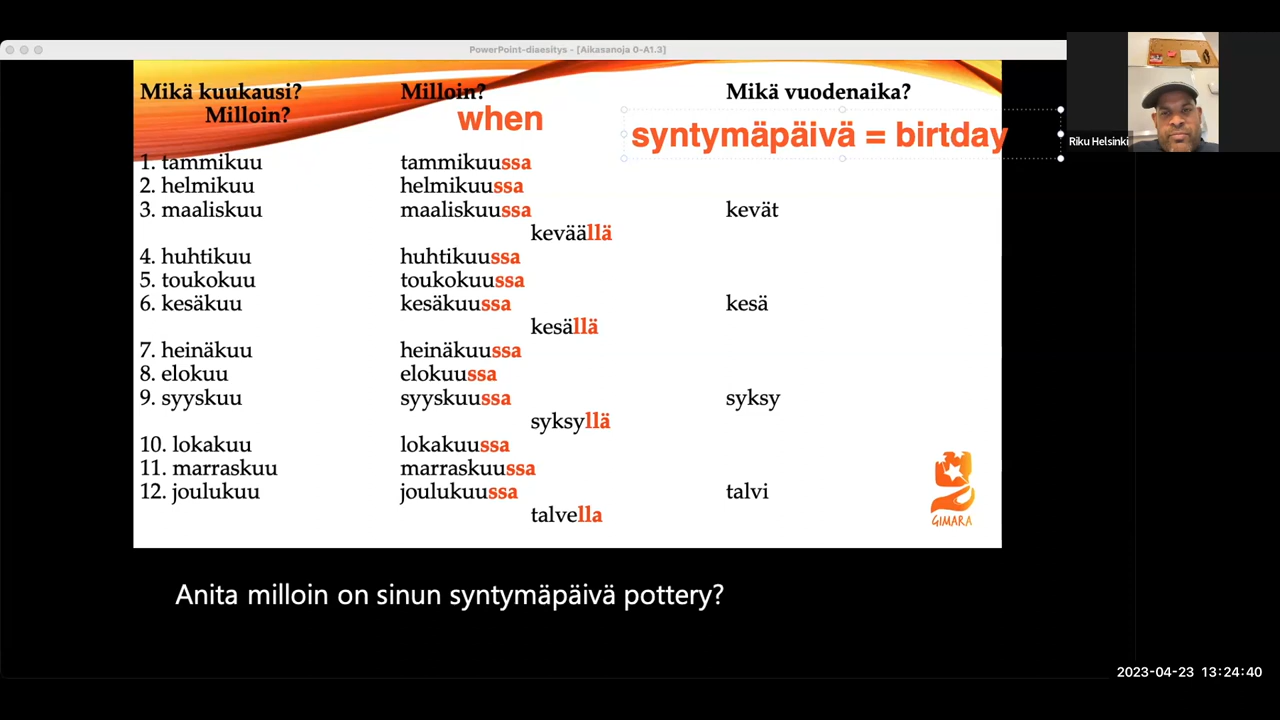 PowerPoint-diaesitys - [Aikasanoja 0-A1.3]
Mikä kuukausi? Milloin? Mikä vuodenaika?
Milloin? when
syntymäpäivä = birtday
Riku Helsinki
1. tammikuu tammikuussa
2. helmikuu helmikuussa
3. maaliskuu maaliskuussa kevät
keväällä
4. huhtikuu huhtikuussa
5. toukokuu toukokuussa
6. kesäkuu kesäkuussa kesä
kesällä
7. heinäkuu heinäkuussa
8. elokuu elokuussa
9. syyskuu syyskuussa syksy
syksyllä
10. lokakuu lokakuussa
11. marraskuu marraskuussa
12. joulukuu joulukuussa talvi
talvella
GIMARA
Anita milloin on sinun syntymäpäivä pottery?
2023-04-23 13:24:40